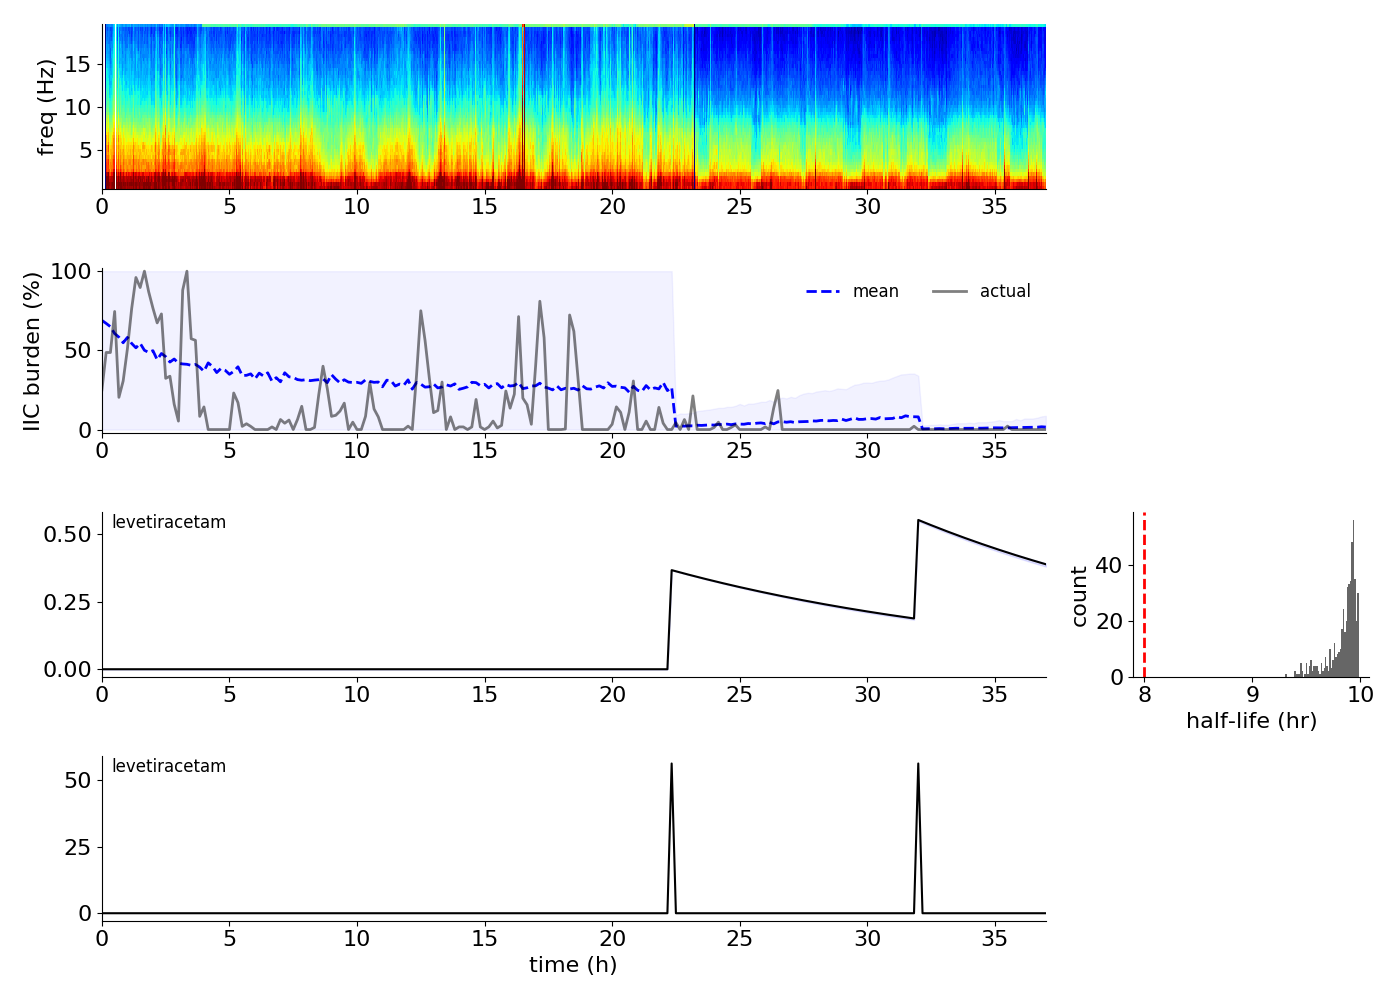 freq (Hz)
15
10
5
0 5 10 15 20 25 30 35
IIC burden (%)
100
50
0
mean actual
0 5 10 15 20 25 30 35
levetiracetam
0.50
0.25
0.00
0 5 10 15 20 25 30 35
count
40
20
0
8 9 10
half-life (hr)
levetiracetam
50
25
0
0 5 10 15 20 25 30 35
time (h)